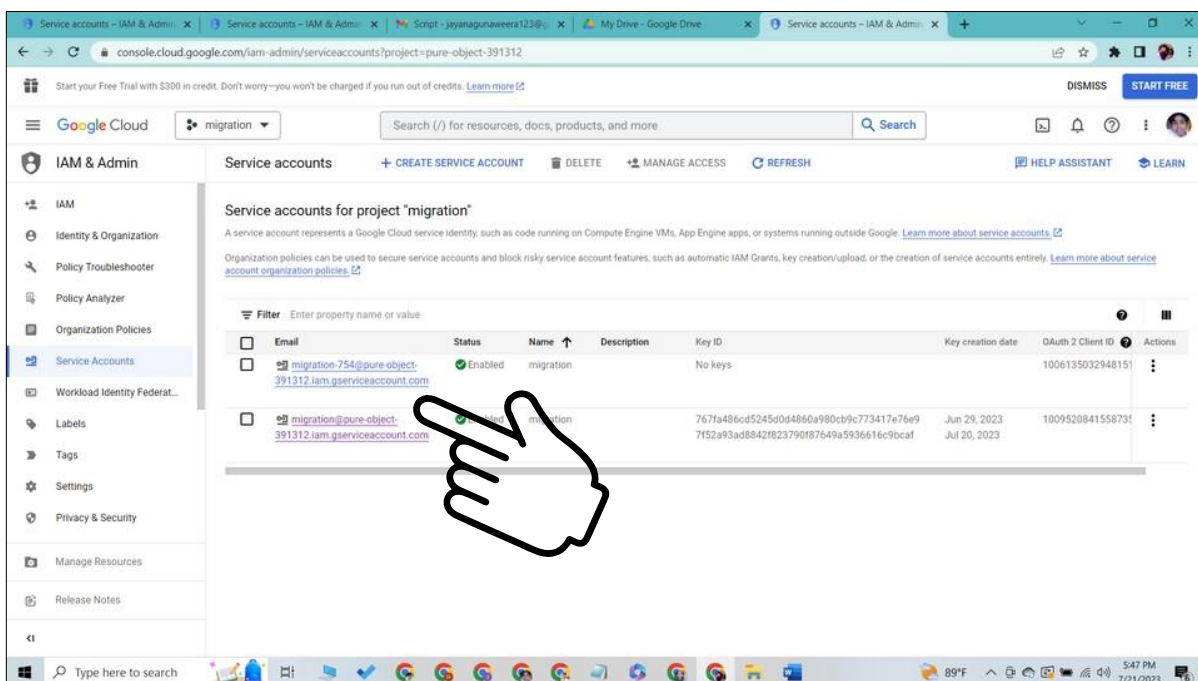 Service accounts – IAM & Admin
Service accounts – IAM & Admin
Script - jayanagunaweera123@g
My Drive - Google Drive
Service accounts – IAM & Admin
console.cloud.google.com/iam-admin/serviceaccounts?project=pure-object-391312
Start your Free Trial with $300 in credit. Don't worry—you won't be charged if you run out of credits. Learn more
DISMISS
START FREE
Google Cloud
migration
Search (/) for resources, docs, products, and more
Search
IAM & Admin
Service accounts
+ CREATE SERVICE ACCOUNT
DELETE
MANAGE ACCESS
REFRESH
HELP ASSISTANT
LEARN
IAM
Identity & Organization
Policy Troubleshooter
Policy Analyzer
Organization Policies
Service Accounts
Workload Identity Federat...
Labels
Tags
Settings
Privacy & Security
Manage Resources
Release Notes
Service accounts for project "migration"
A service account represents a Google Cloud service identity, such as code running on Compute Engine VMs, App Engine apps, or systems running outside Google. Learn more about service accounts.
Organization policies can be used to secure service accounts and block risky service account features, such as automatic IAM Grants, key creation/upload, or the creation of service accounts entirely. Learn more about service
account organization policies.
Filter Enter property name or value
Email Status Name Description Key ID Key creation date OAuth 2 Client ID Actions
migration-754@pure-object- Enabled migration No keys 1006135032948151
391312.iam.gserviceaccount.com
migration@pure-object- 767fa486cd5245d0d4860a980cb9c773417e76e9 Jun 29, 2023 1009520841558735
391312.iam.gserviceaccount.com 7f52a93ad8842f823790f87649a5936616c9bcaf Jul 20, 2023
Type here to search
89°F
5:47 PM
7/21/2023